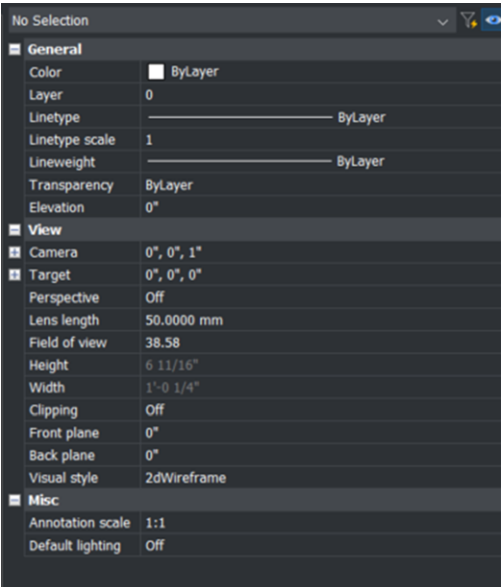 No Selection
General
Color ByLayer
Layer 0
Linetype ByLayer
Linetype scale 1
Lineweight ByLayer
Transparency ByLayer
Elevation 0"
View
Camera 0", 0", 1"
Target 0", 0", 0"
Perspective Off
Lens length 50.0000 mm
Field of view 38.58
Height 6 11/16"
Width 1'-0 1/4"
Clipping Off
Front plane 0"
Back plane 0"
Visual style 2dWireframe
Misc
Annotation scale 1:1
Default lighting Off